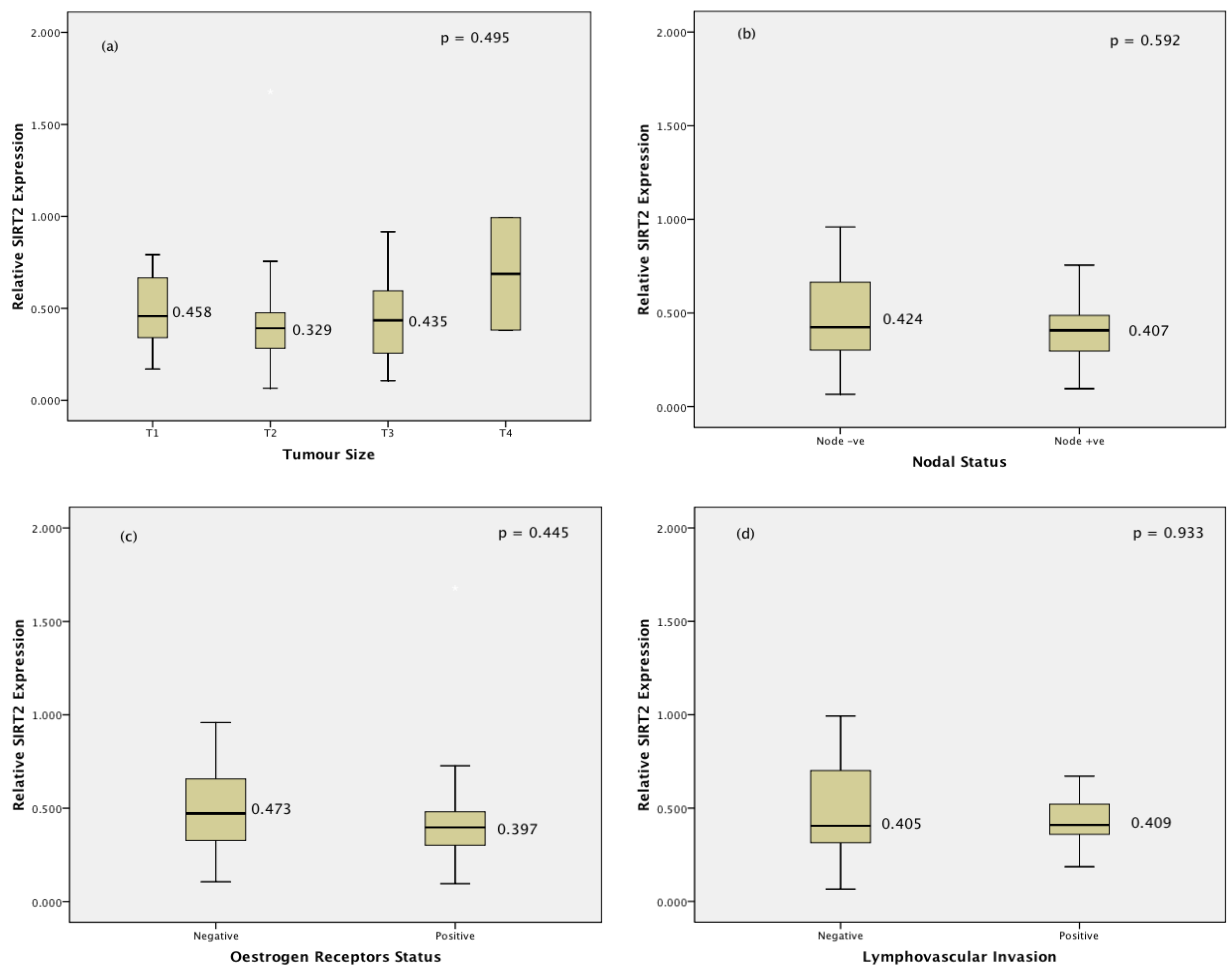 (a)
p = 0.495
2.000
1.500
1.000
0.500
0.000
Relative SIRT2 Expression
0.458
0.329
0.435
T1 T2 T3 T4
Tumour Size
(b)
p = 0.592
2.000
1.500
1.000
0.500
0.000
Relative SIRT2 Expression
0.424
0.407
Node -ve Node +ve
Nodal Status
(c)
p = 0.445
2.000
1.500
1.000
0.500
0.000
Relative SIRT2 Expression
0.473
0.397
Negative Positive
Oestrogen Receptors Status
(d)
p = 0.933
2.000
1.500
1.000
0.500
0.000
Relative SIRT2 Expression
0.405
0.409
Negative Positive
Lymphovascular Invasion